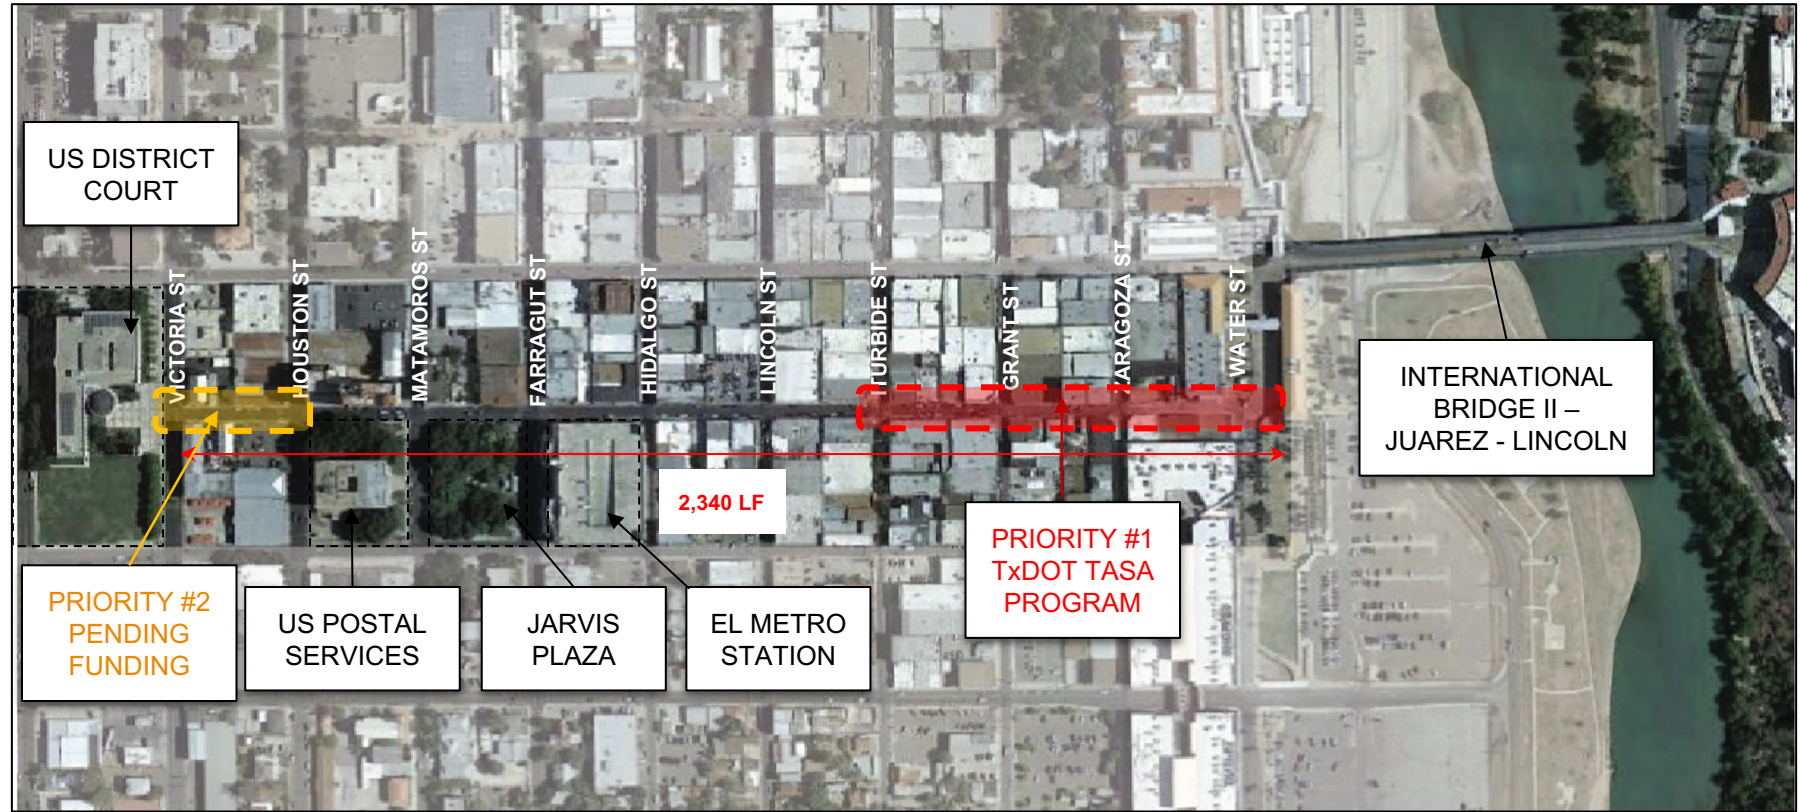 US DISTRICT
COURT
VICTORIA ST
HOUSTON ST
MATAMOROS ST
FARRAGUT ST
HIDALGO ST
LINCOLN ST
ITURBIDE ST
GRANT ST
ZARAGOZA ST
WATER ST
INTERNATIONAL
BRIDGE II –
JUAREZ - LINCOLN
2,340 LF
PRIORITY #1
TxDOT TASA
PROGRAM
PRIORITY #2
PENDING
FUNDING
US POSTAL
SERVICES
JARVIS
PLAZA
EL METRO
STATION